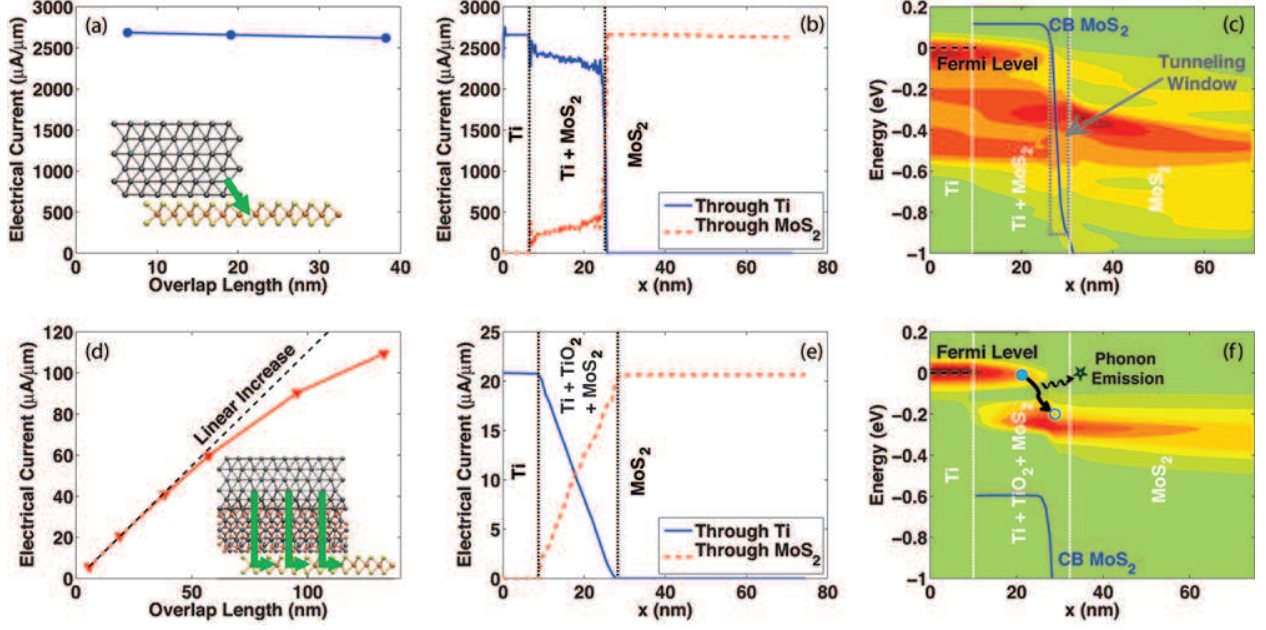 (a)
Electrical Current (μA/μm)
3000
2500
2000
1500
1000
500
0
0 10 20 30 40
Overlap Length (nm)
(b)
Electrical Current (μA/μm)
3000
2500
2000
1500
1000
500
0
Ti
Ti + MoS2
MoS2
Through Ti
Through MoS2
0 20 40 60 80
x (nm)
(c)
Energy (eV)
0.2
0
−0.2
−0.4
−0.6
−0.8
−1
CB MoS2
Fermi Level
Tunneling
Window
Ti
Ti + MoS2
MoS2
0 20 40 60
x (nm)
(d)
Electrical Current (μA/μm)
120
100
80
60
40
20
0
Linear Increase
0 50 100
Overlap Length (nm)
(e)
Electrical Current (μA/μm)
25
20
15
10
5
0
Ti
Ti + TiO2
+ MoS2
MoS2
Through Ti
Through MoS2
0 20 40 60 80
x (nm)
(f)
Energy (eV)
0.2
0
−0.2
−0.4
−0.6
−0.8
−1
Fermi Level
Phonon
Emission
Ti
Ti + TiO2 + MoS2
MoS2
CB MoS2
0 20 40 60
x (nm)